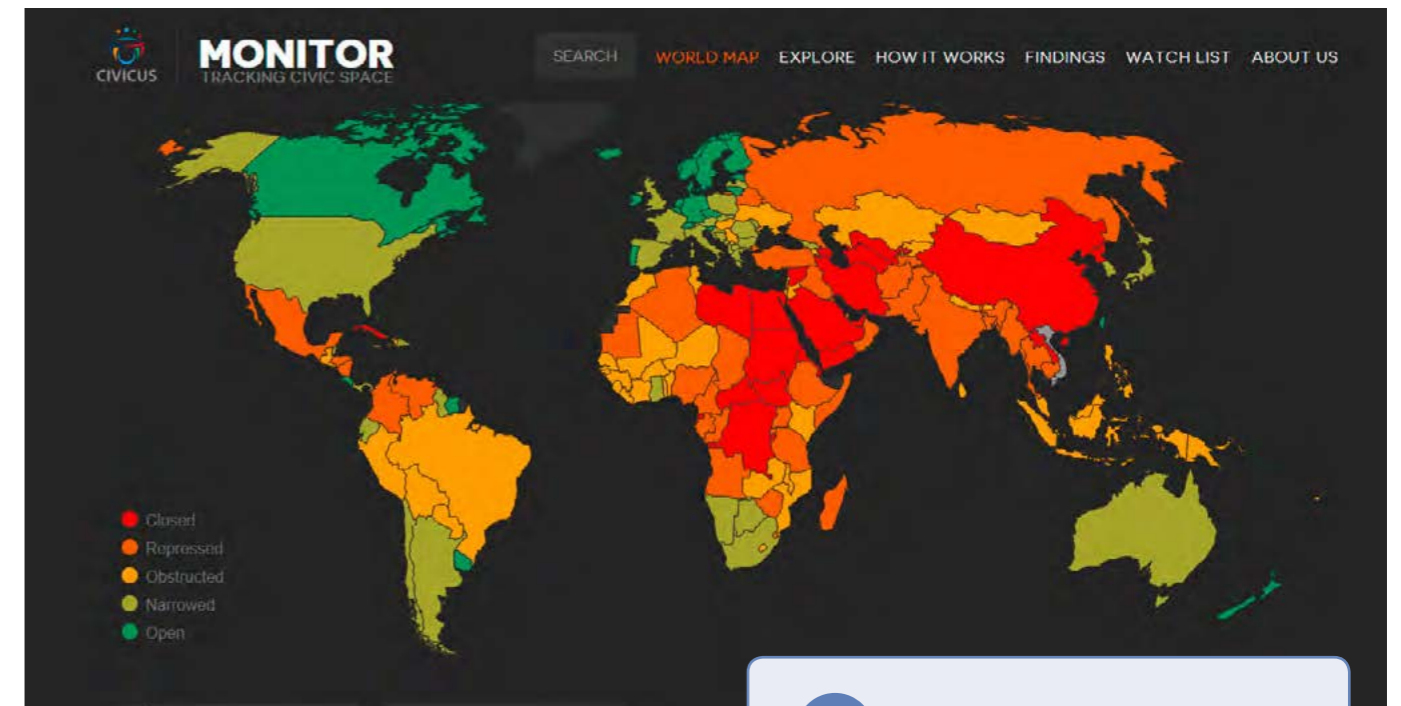 CIVICUS
MONITOR
TRACKING CIVIC SPACE
SEARCH WORLD MAP EXPLORE HOW IT WORKS FINDINGS WATCH LIST ABOUT US
Closed
Repressed
Obstructed
Narrowed
Open